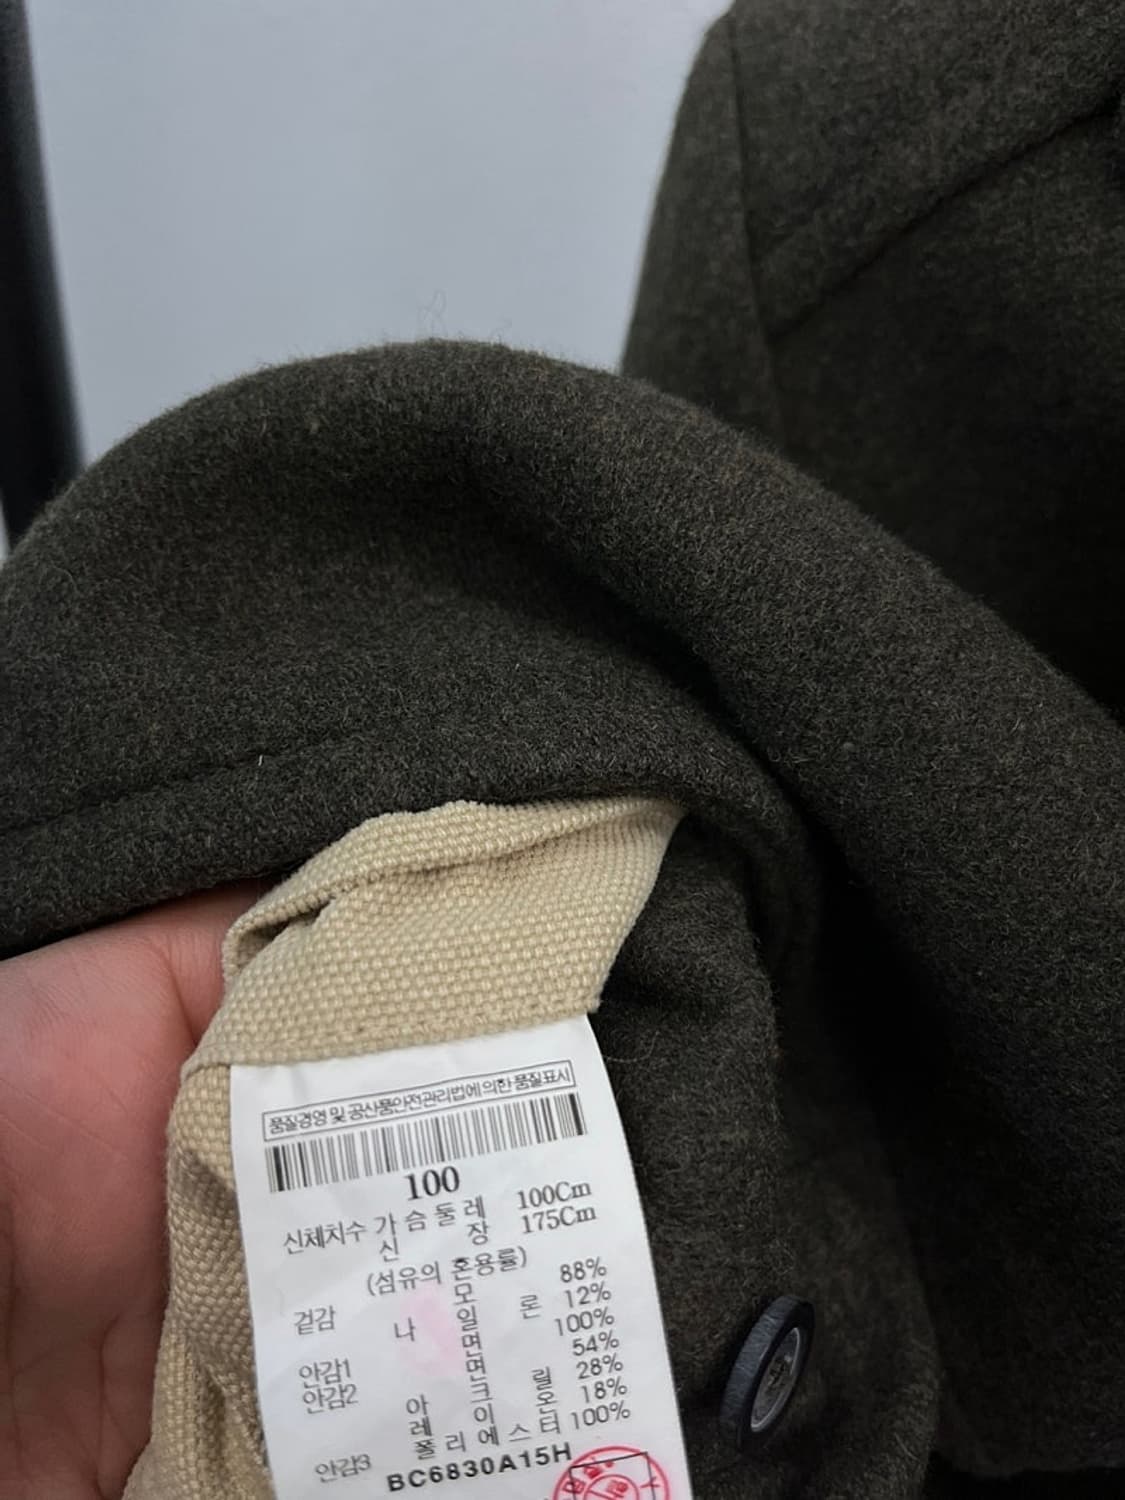 품질경영 및 공산품안전관리법에 의한 품질표시
100
신체치수 가 슴 둘 레 100Cm
신 장 175Cm
(섬유의 혼용률)
겉감 모 88%
나 일 론 12%
안감1 면 100%
안감2 면 54%
아 크 릴 28%
레 이 온 18%
안감3 폴 리 에 스 터 100%
BC6830A15H